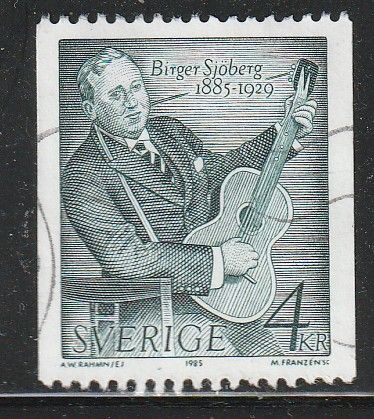 Birger Sjöberg
1885-1929
SVERIGE 4 KR
A.W. RAHMN/EJ 1985 M. FRANZÉN SC